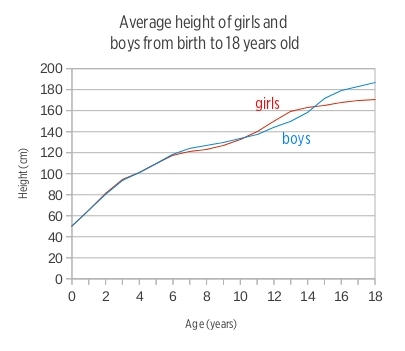 Average height of girls and
boys from birth to 18 years old
200
180
160
140
120
100
80
60
40
20
0
Height (cm)
girls
boys
0 2 4 6 8 10 12 14 16 18
Age (years)